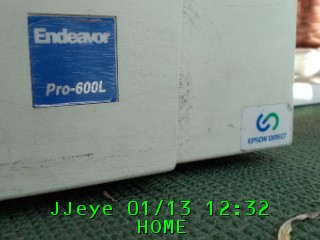 Endeavor
Pro-600L
EPSON DIRECT
JJeye 01/13 12:32
HOME